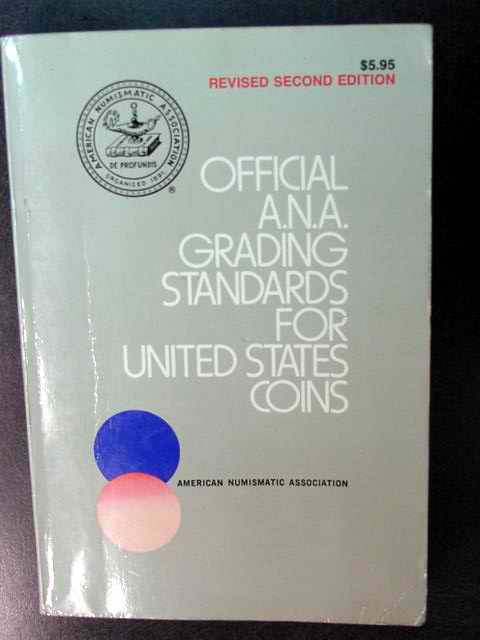 $5.95
REVISED SECOND EDITION
AMERICAN NUMISMATIC ASSOCIATION
DE PROFUNDIS
ORGANIZED 1891
®
OFFICIAL
A.N.A.
GRADING
STANDARDS
FOR
UNITED STATES
COINS
AMERICAN NUMISMATIC ASSOCIATION